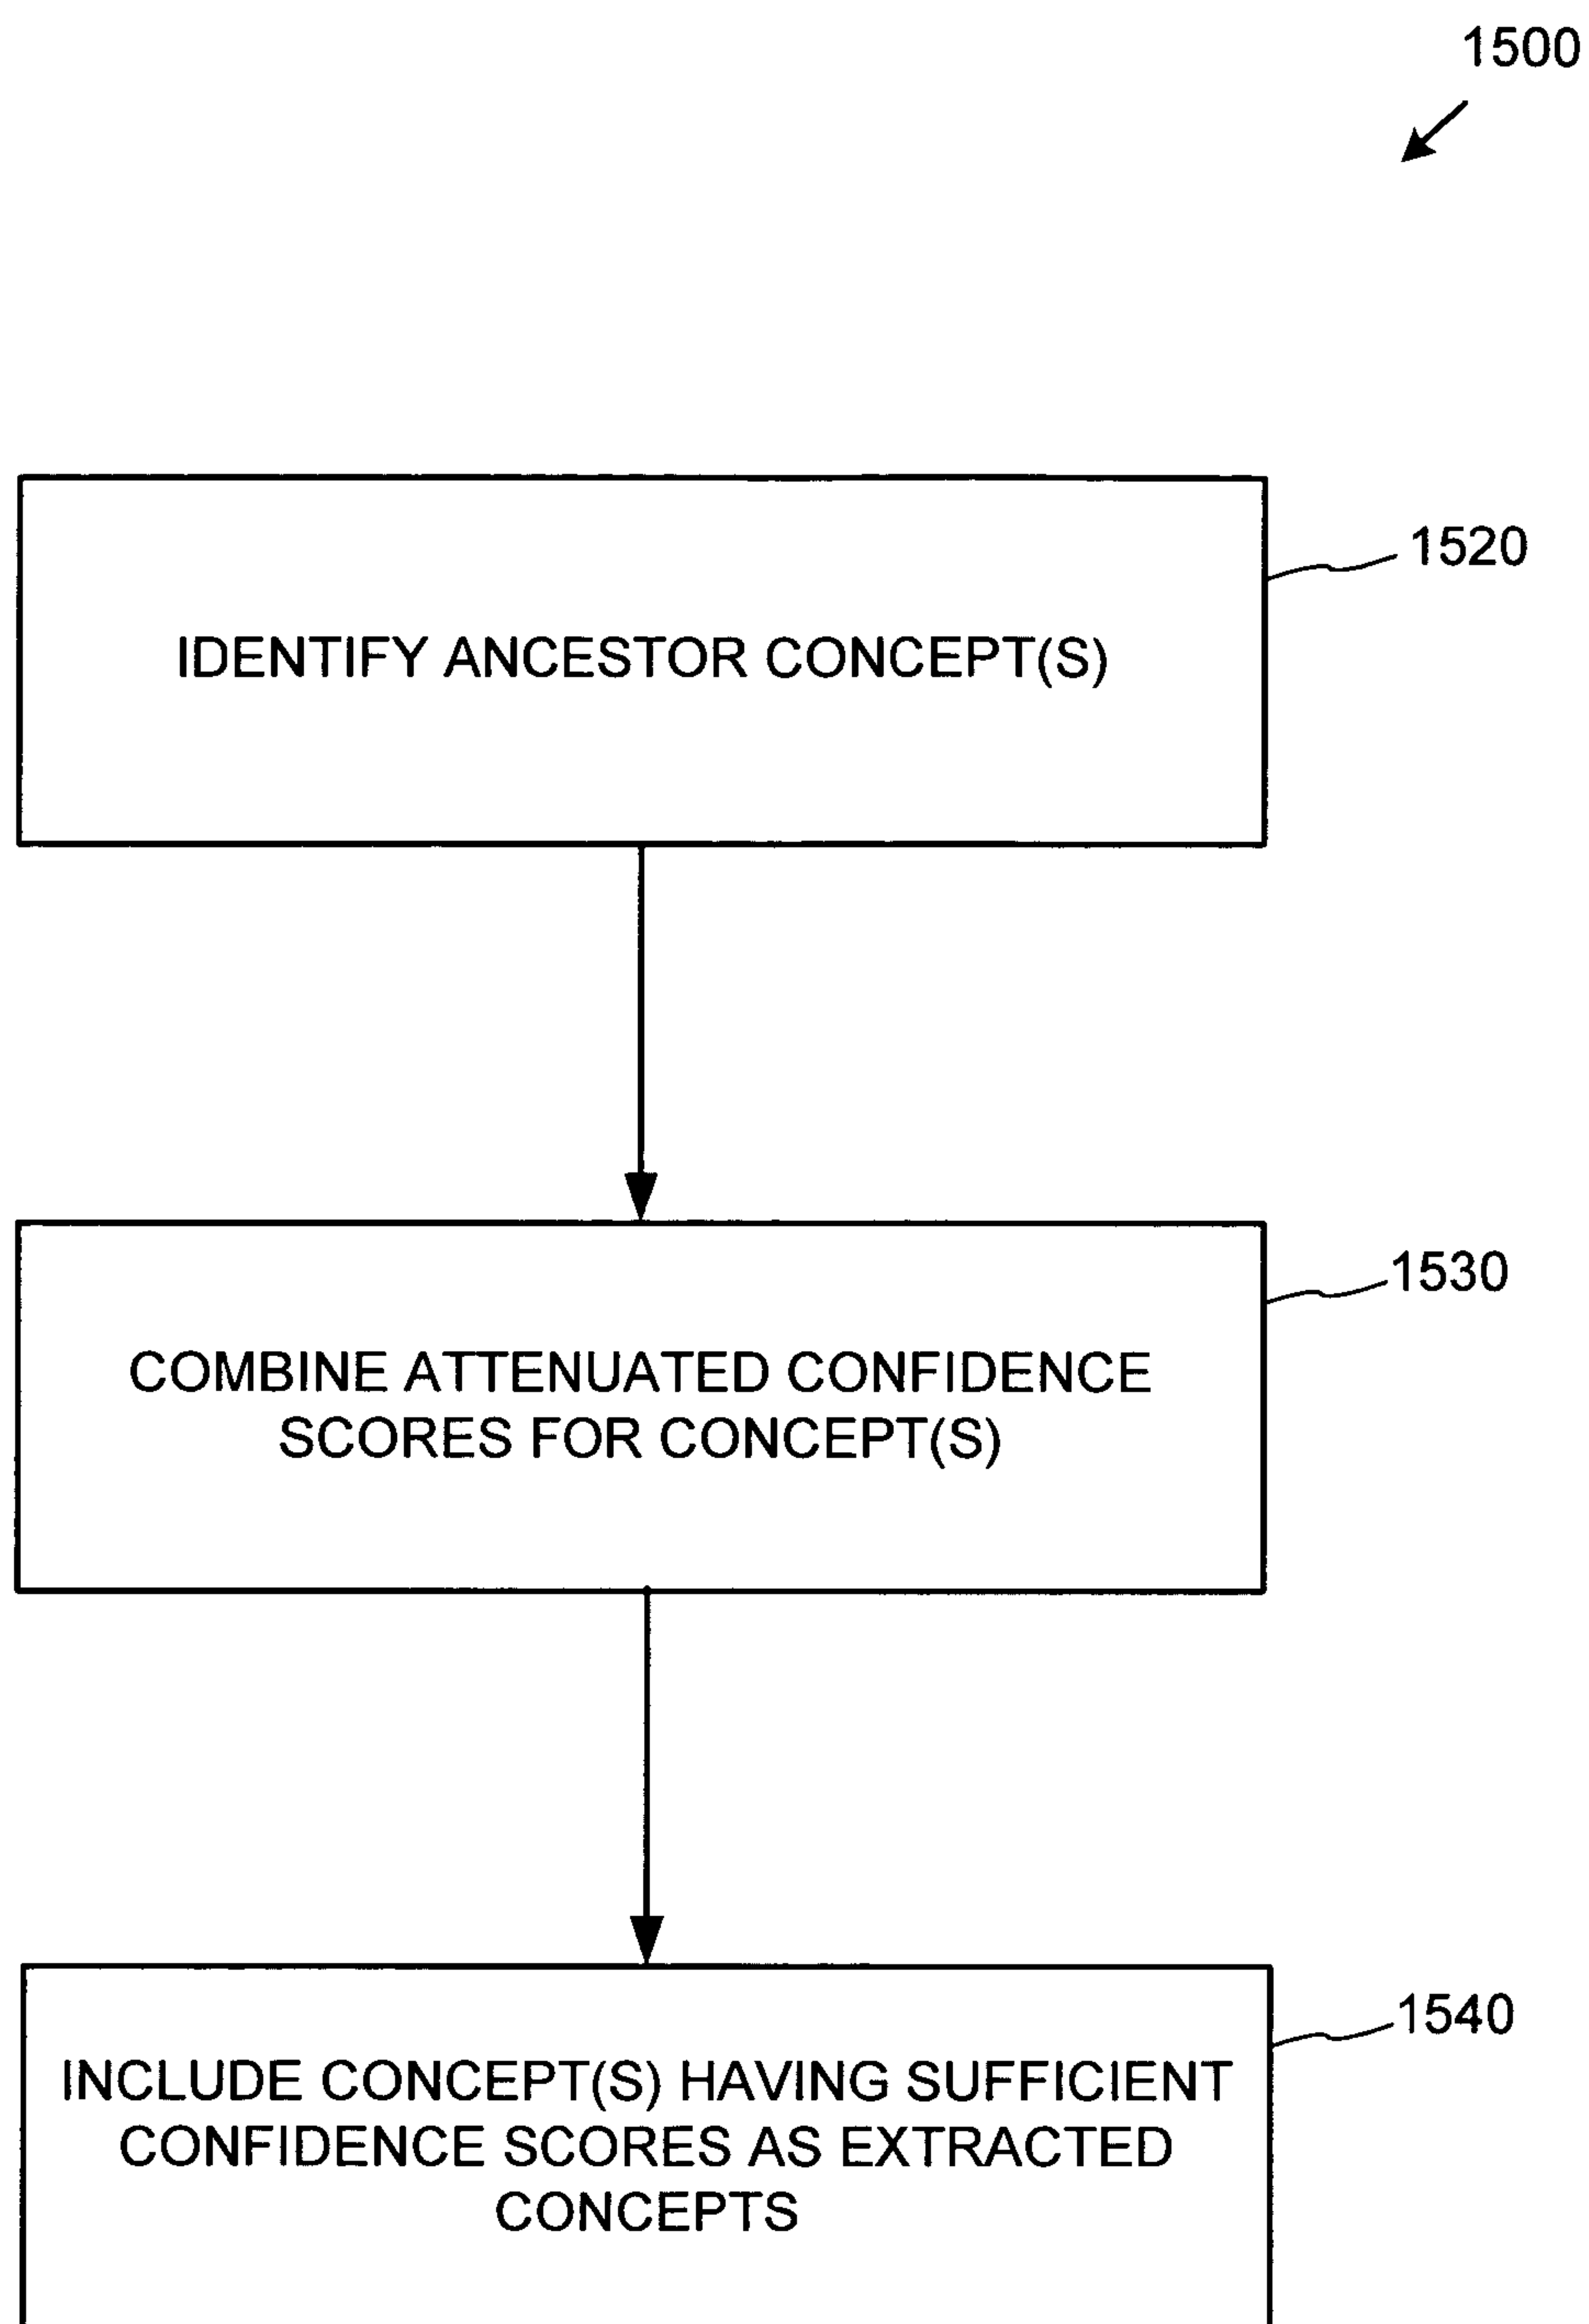 1500
1520
IDENTIFY ANCESTOR CONCEPT(S)
1530
COMBINE ATTENUATED CONFIDENCE
SCORES FOR CONCEPT(S)
1540
INCLUDE CONCEPT(S) HAVING SUFFICIENT
CONFIDENCE SCORES AS EXTRACTED
CONCEPTS